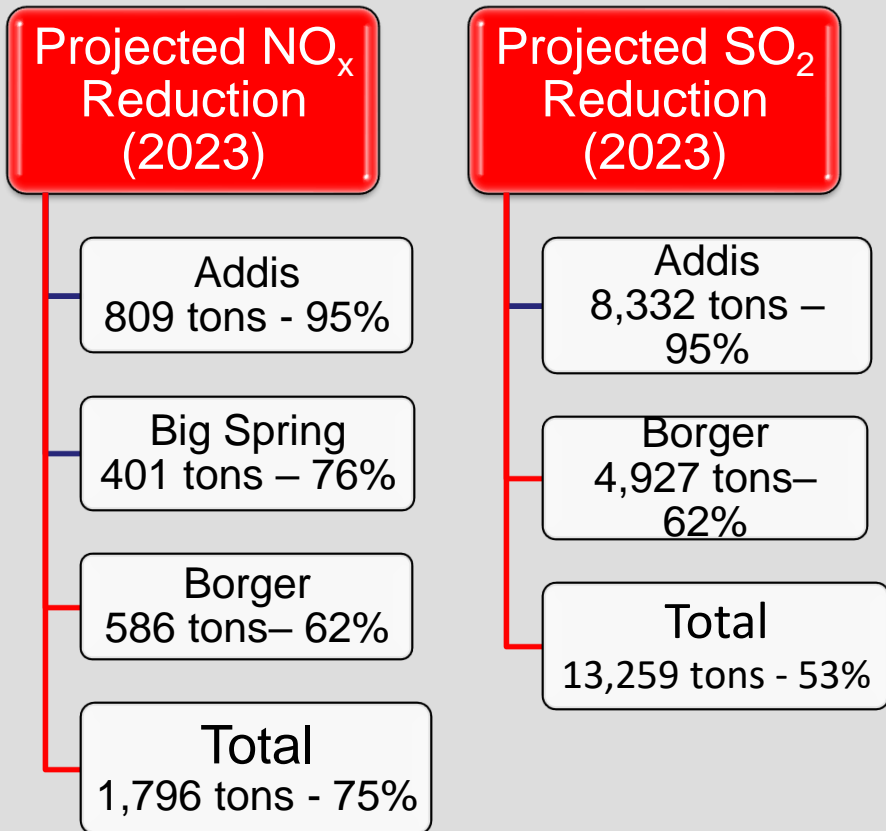 Projected NOx
Reduction
(2023)
Addis
809 tons - 95%
Big Spring
401 tons – 76%
Borger
586 tons– 62%
Total
1,796 tons - 75%
Projected SO2
Reduction
(2023)
Addis
8,332 tons –
95%
Borger
4,927 tons–
62%
Total
13,259 tons - 53%